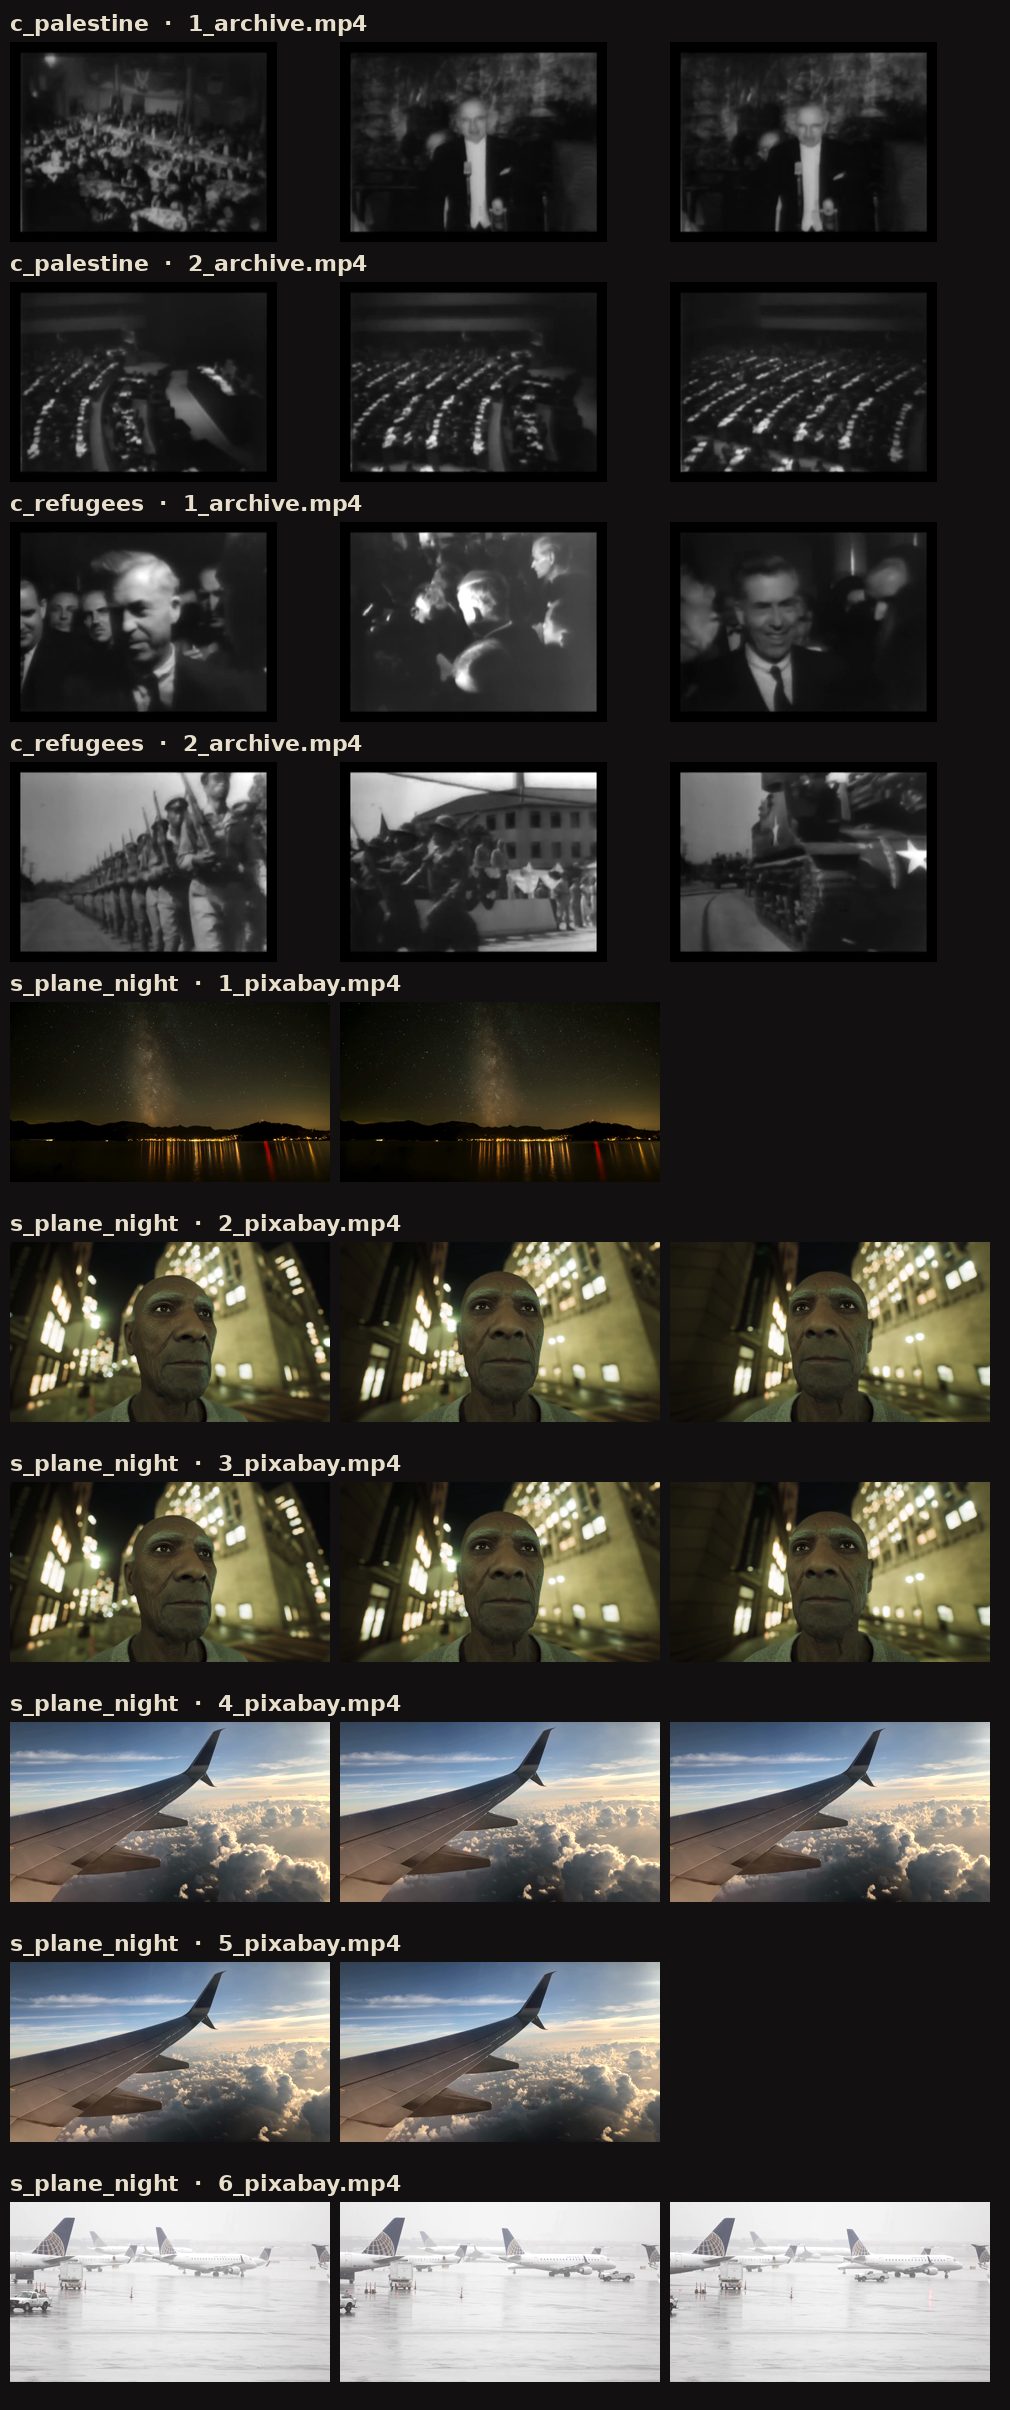 c_palestine · 1_archive.mp4
c_palestine · 2_archive.mp4
c_refugees · 1_archive.mp4
c_refugees · 2_archive.mp4
s_plane_night · 1_pixabay.mp4
s_plane_night · 2_pixabay.mp4
s_plane_night · 3_pixabay.mp4
s_plane_night · 4_pixabay.mp4
s_plane_night · 5_pixabay.mp4
s_plane_night · 6_pixabay.mp4